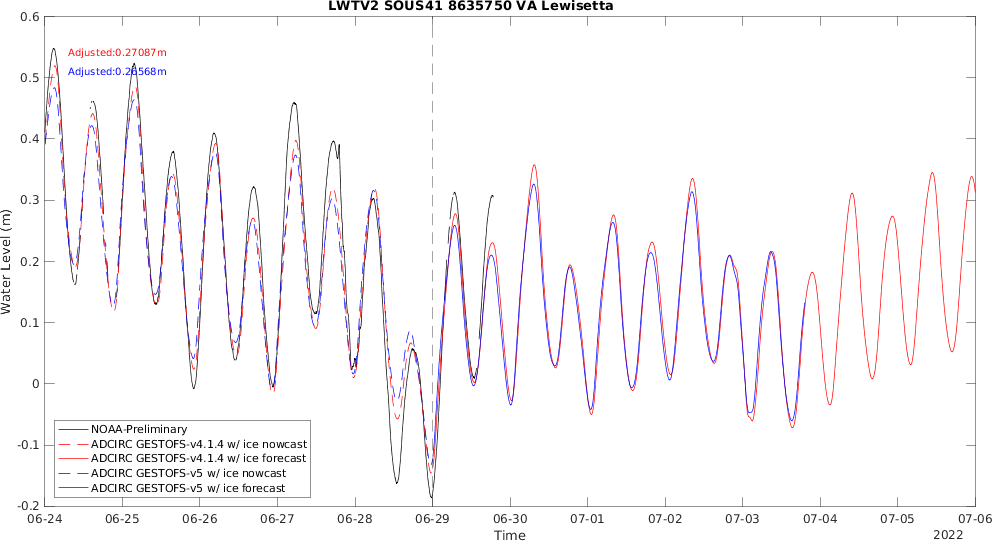 LWTV2 SOUS41 8635750 VA Lewisetta
Adjusted:0.27087m
Adjusted:0.26568m
0.6
0.5
0.4
0.3
0.2
0.1
0
-0.1
-0.2
Water Level (m)
NOAA-Preliminary
ADCIRC GESTOFS-v4.1.4 w/ ice nowcast
ADCIRC GESTOFS-v4.1.4 w/ ice forecast
ADCIRC GESTOFS-v5 w/ ice nowcast
ADCIRC GESTOFS-v5 w/ ice forecast
06-24 06-25 06-26 06-27 06-28 06-29 06-30 07-01 07-02 07-03 07-04 07-05 07-06
Time
2022